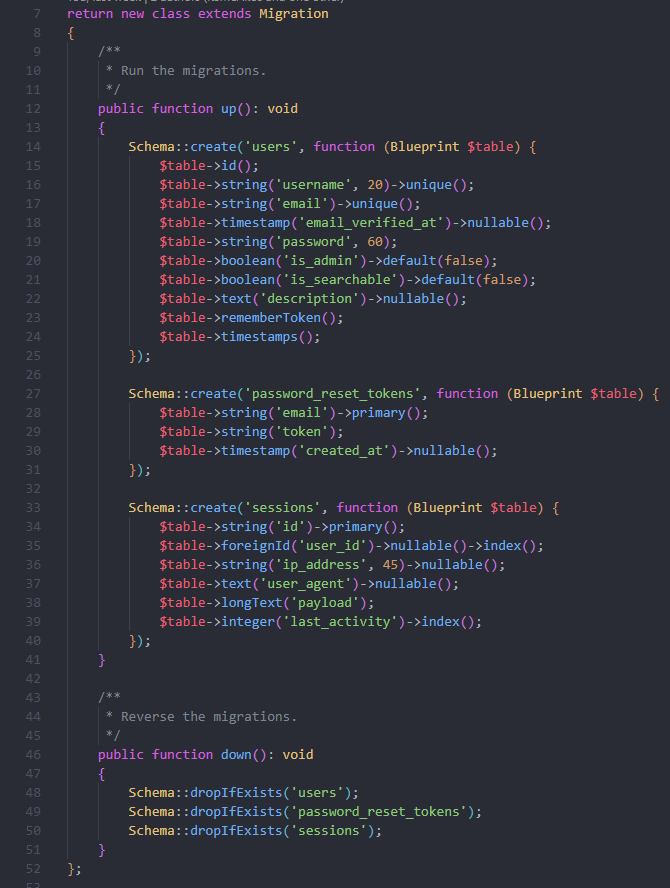 7 return new class extends Migration
8 {
9     /**
10      * Run the migrations.
11      */
12     public function up(): void
13     {
14         Schema::create('users', function (Blueprint $table) {
15             $table->id();
16             $table->string('username', 20)->unique();
17             $table->string('email')->unique();
18             $table->timestamp('email_verified_at')->nullable();
19             $table->string('password', 60);
20             $table->boolean('is_admin')->default(false);
21             $table->boolean('is_searchable')->default(false);
22             $table->text('description')->nullable();
23             $table->rememberToken();
24             $table->timestamps();
25         });
26
27         Schema::create('password_reset_tokens', function (Blueprint $table) {
28             $table->string('email')->primary();
29             $table->string('token');
30             $table->timestamp('created_at')->nullable();
31         });
32
33         Schema::create('sessions', function (Blueprint $table) {
34             $table->string('id')->primary();
35             $table->foreignId('user_id')->nullable()->index();
36             $table->string('ip_address', 45)->nullable();
37             $table->text('user_agent')->nullable();
38             $table->longText('payload');
39             $table->integer('last_activity')->index();
40         });
41     }
42
43     /**
44      * Reverse the migrations.
45      */
46     public function down(): void
47     {
48         Schema::dropIfExists('users');
49         Schema::dropIfExists('password_reset_tokens');
50         Schema::dropIfExists('sessions');
51     }
52 };